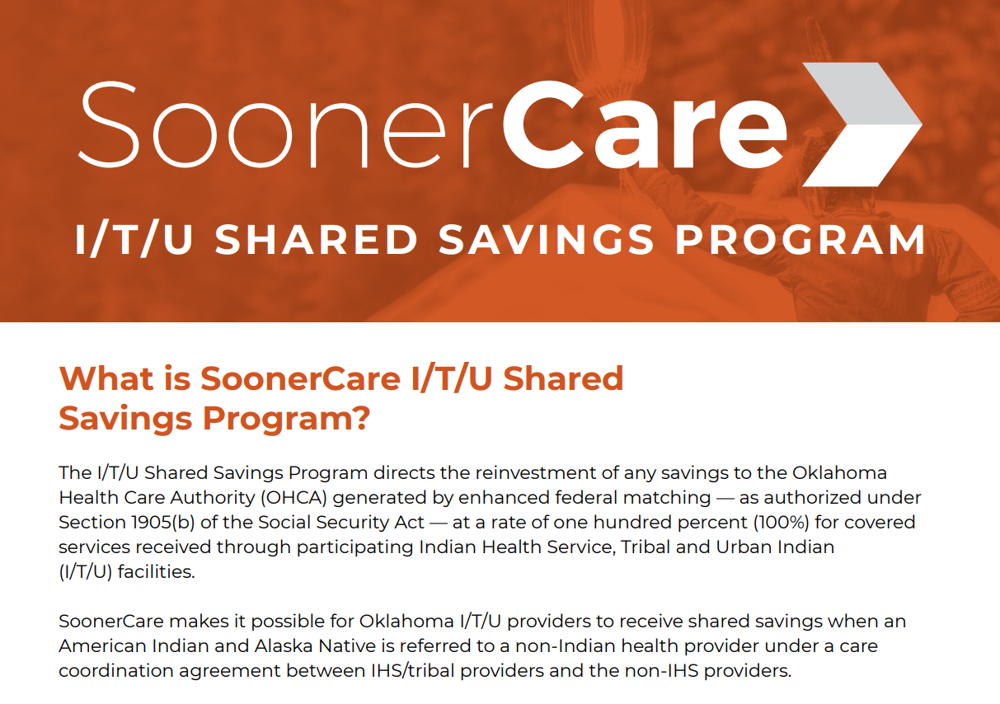 SoonerCare
I/T/U SHARED SAVINGS PROGRAM
What is SoonerCare I/T/U Shared
Savings Program?
The I/T/U Shared Savings Program directs the reinvestment of any savings to the Oklahoma
Health Care Authority (OHCA) generated by enhanced federal matching — as authorized under
Section 1905(b) of the Social Security Act — at a rate of one hundred percent (100%) for covered
services received through participating Indian Health Service, Tribal and Urban Indian
(I/T/U) facilities.
SoonerCare makes it possible for Oklahoma I/T/U providers to receive shared savings when an
American Indian and Alaska Native is referred to a non-Indian health provider under a care
coordination agreement between IHS/tribal providers and the non-IHS providers.